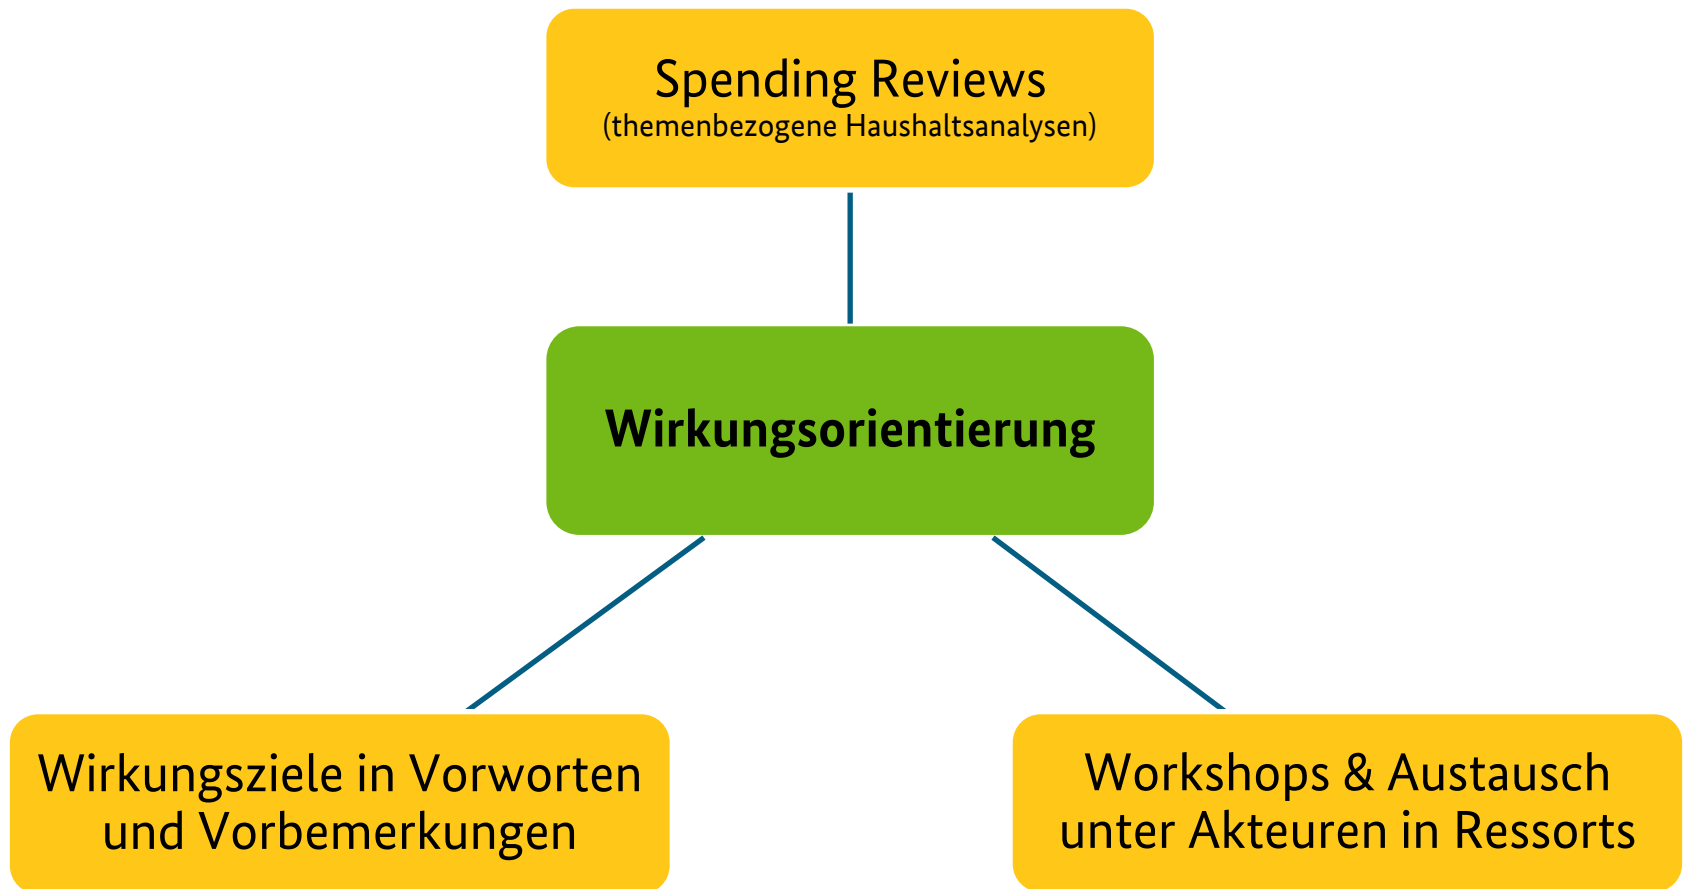 Spending Reviews
(themenbezogene Haushaltsanalysen)
Wirkungsorientierung
Wirkungsziele in Vorworten
und Vorbemerkungen
Workshops & Austausch
unter Akteuren in Ressorts